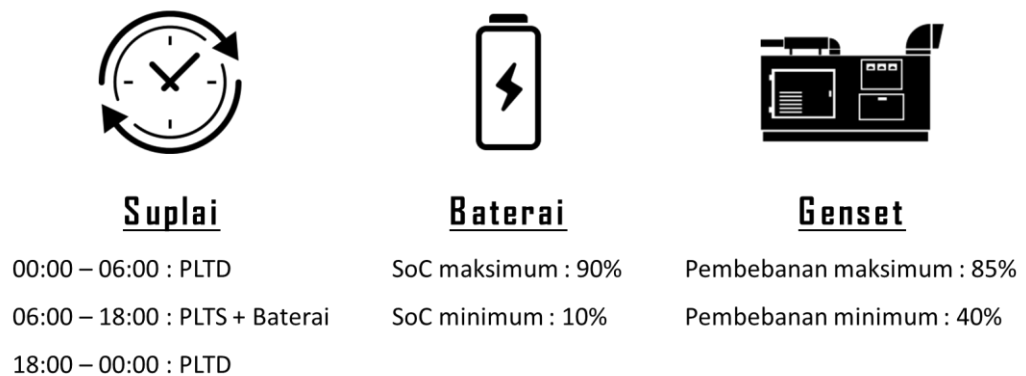 Suplai
00:00 – 06:00 : PLTD
06:00 – 18:00 : PLTS + Baterai
18:00 – 00:00 : PLTD
Baterai
SoC maksimum : 90%
SoC minimum : 10%
Genset
Pembebanan maksimum : 85%
Pembebanan minimum : 40%